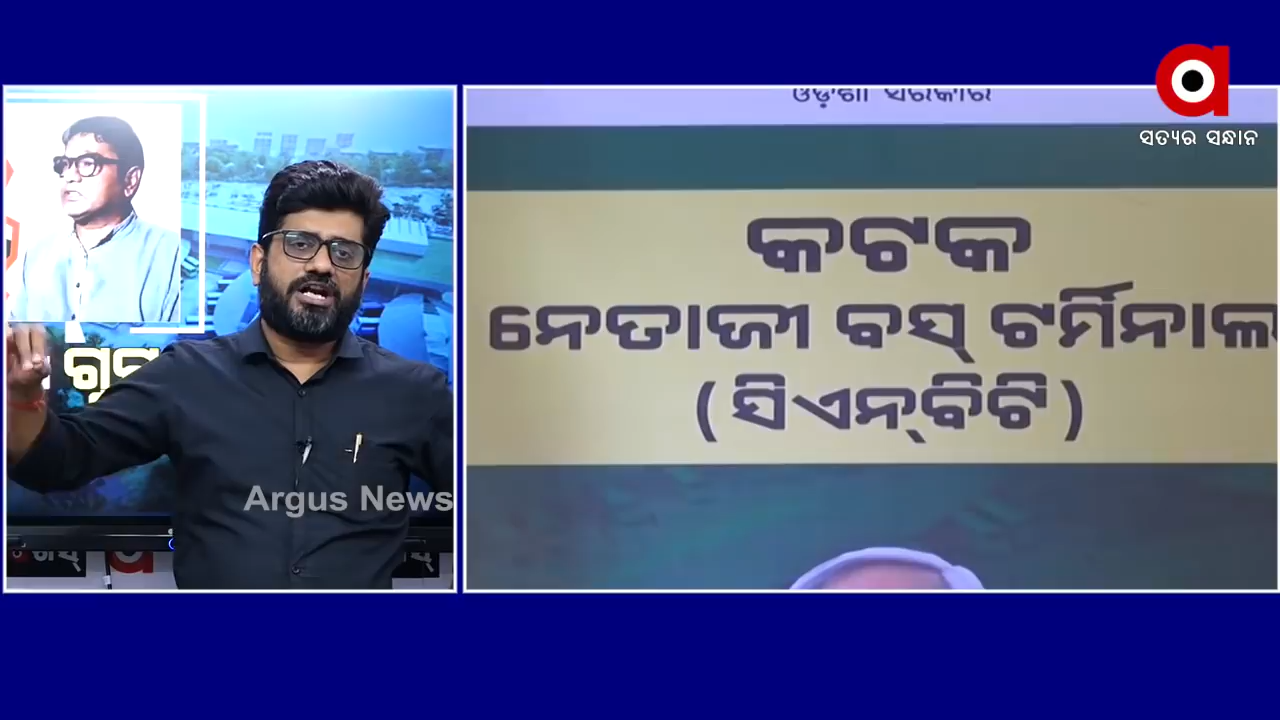 ଓଡ଼ିଶା ସରକାର
ସତ୍ୟର ସନ୍ଧାନ
କଟକ
ନେତାଜୀ ବସ୍ ଟର୍ମିନାଲ
(ସିଏନ୍‌ବିଟି)
Argus News